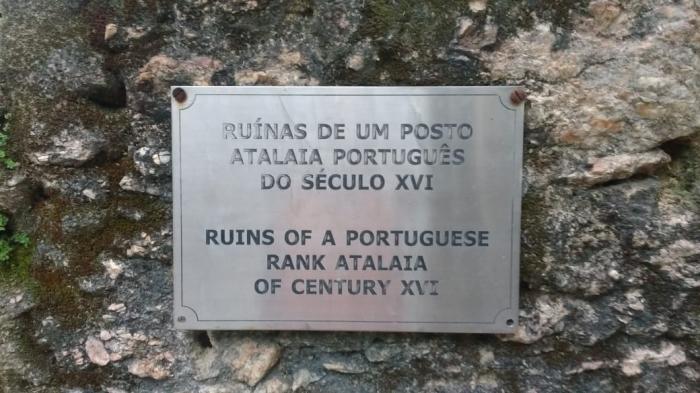 RUÍNAS DE UM POSTO
ATALAIA PORTUGUÊS
DO SÉCULO XVI
RUINS OF A PORTUGUESE
RANK ATALAIA
OF CENTURY XVI